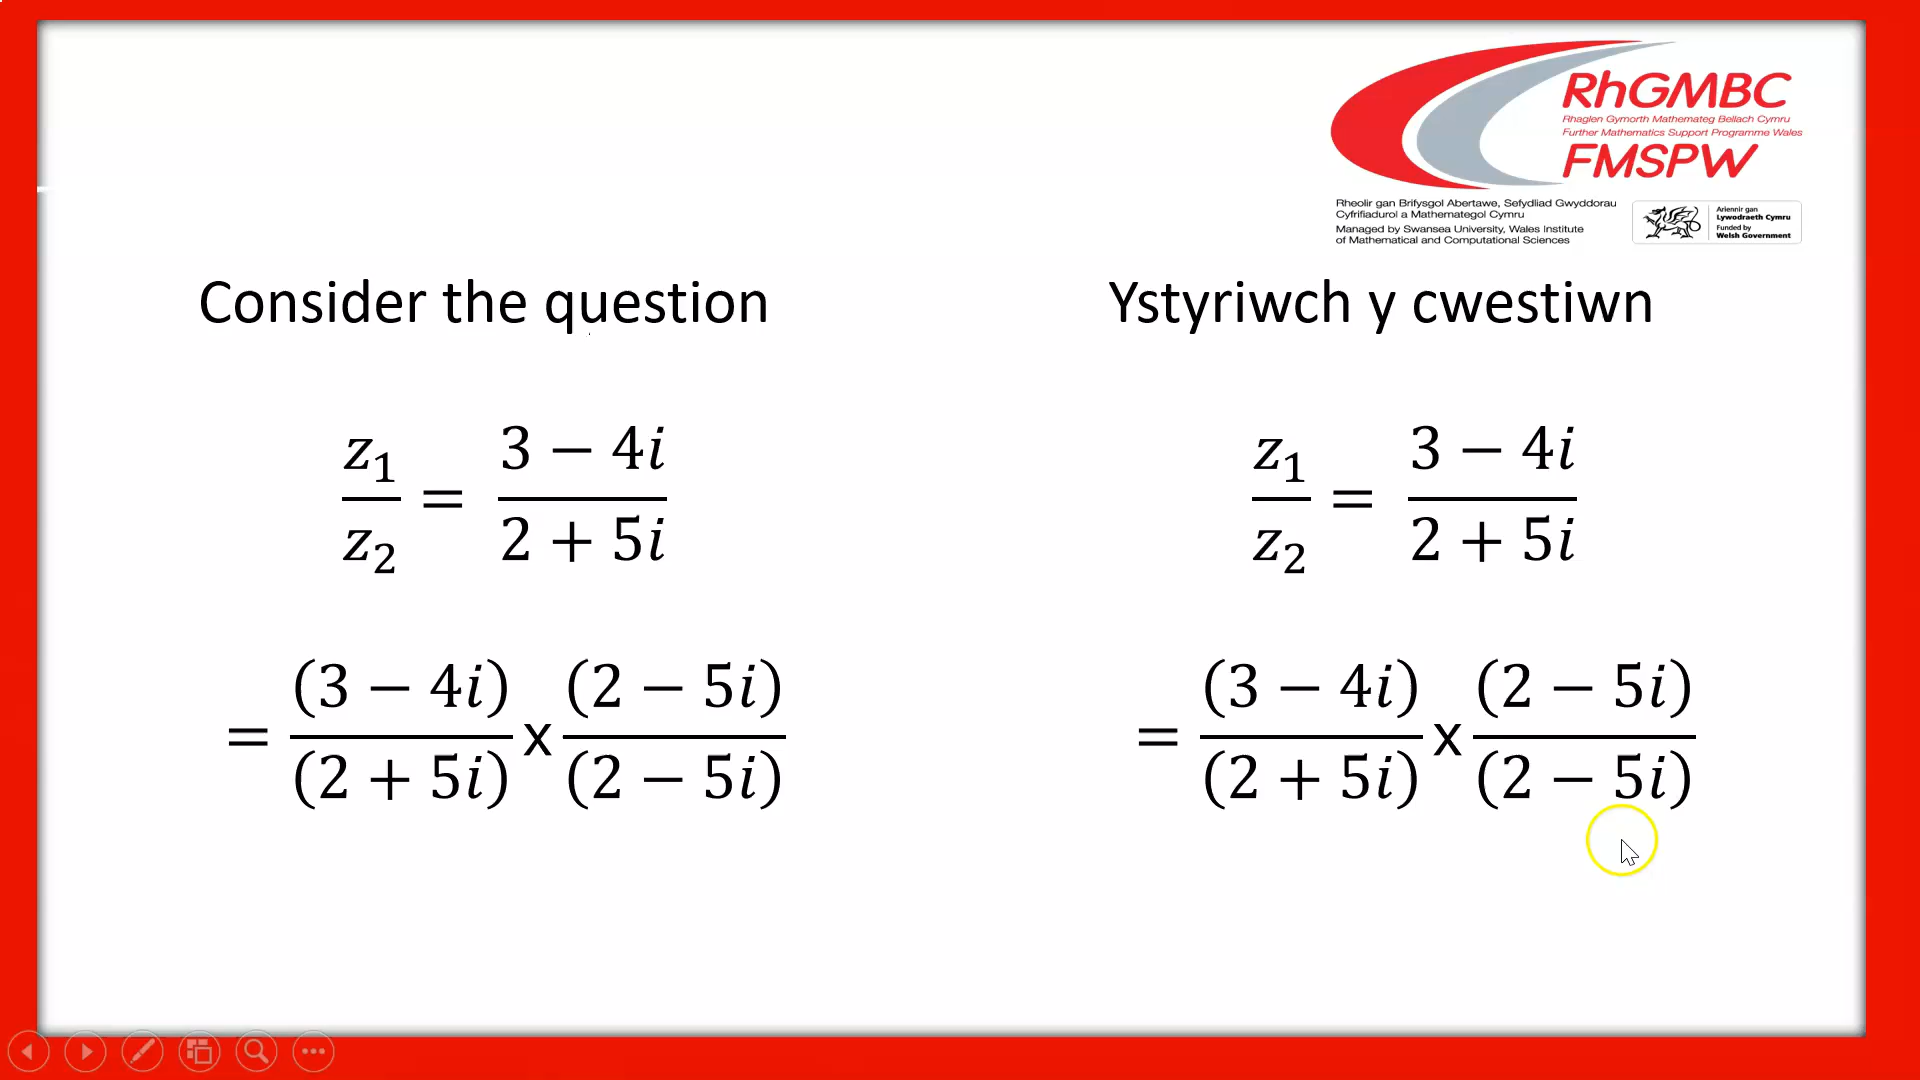 RhGMBC
Rhaglen Gymorth Mathemateg Bellach Cymru
Further Mathematics Support Programme Wales
FMSPW
Rheolir gan Brifysgol Abertawe, Sefydliad Gwyddorau
Cyfrifiadurol a Mathemategol Cymru
Managed by Swansea University, Wales Institute
of Mathematical and Computational Sciences
Ariennir gan
Lywodraeth Cymru
Funded by
Welsh Government
Consider the question
z₁/z₂ = (3 − 4i)/(2 + 5i)
= (3 − 4i)/(2 + 5i) x (2 − 5i)/(2 − 5i)
Ystyriwch y cwestiwn
z₁/z₂ = (3 − 4i)/(2 + 5i)
= (3 − 4i)/(2 + 5i) x (2 − 5i)/(2 − 5i)